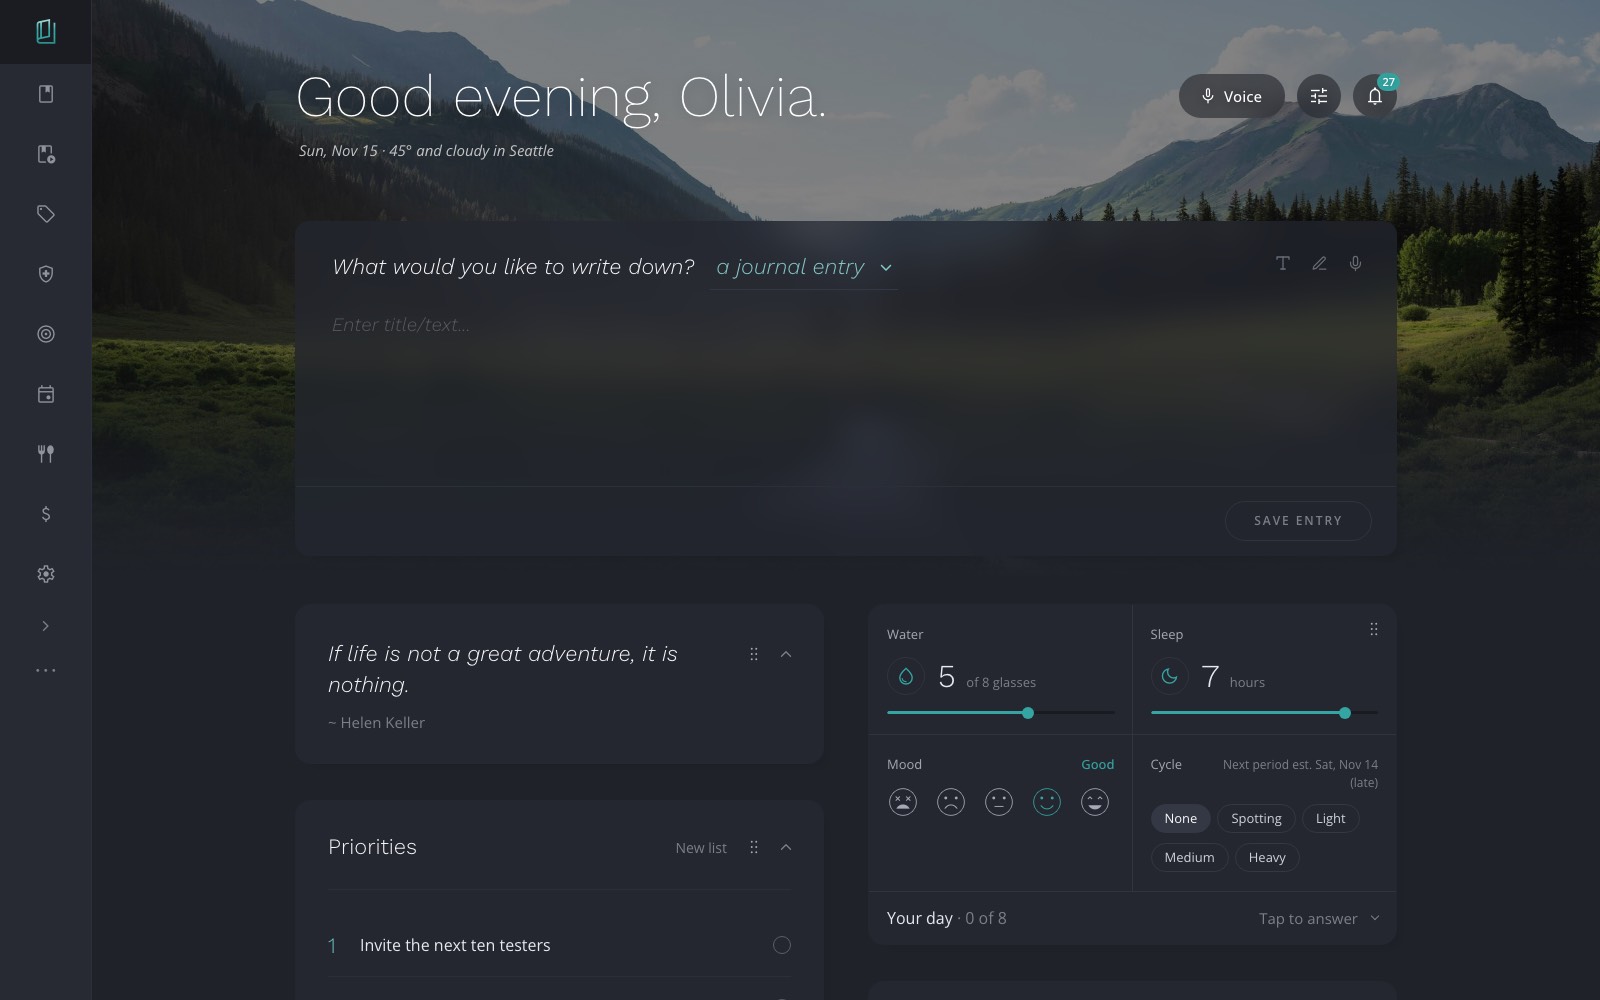 Good evening, Olivia.
Sun, Nov 15 · 45° and cloudy in Seattle
Voice
27
What would you like to write down? a journal entry
Enter title/text...
SAVE ENTRY
If life is not a great adventure, it is
nothing.
~ Helen Keller
Priorities
New list
1 Invite the next ten testers
Water
5 of 8 glasses
Sleep
7 hours
Mood
Good
Cycle
Next period est. Sat, Nov 14
(late)
None
Spotting
Light
Medium
Heavy
Your day · 0 of 8
Tap to answer